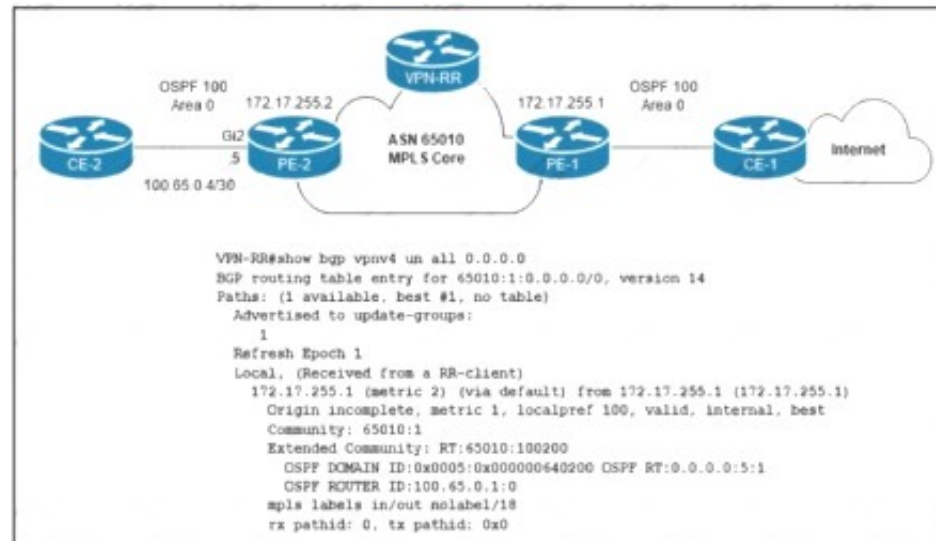 VPN-RR
OSPF 100
Area 0
172.17.255.2
172.17.255.1
OSPF 100
Area 0
Gi2
.5
ASN 65010
MPLS Core
CE-2
PE-2
PE-1
CE-1
Internet
100.65.0.4/30
VPN-RR#show bgp vpnv4 un all 0.0.0.0
BGP routing table entry for 65010:1:0.0.0.0/0, version 14
Paths: (1 available, best #1, no table)
Advertised to update-groups:
1
Refresh Epoch 1
Local, (Received from a RR-client)
172.17.255.1 (metric 2) (via default) from 172.17.255.1 (172.17.255.1)
Origin incomplete, metric 1, localpref 100, valid, internal, best
Community: 65010:1
Extended Community: RT:65010:100200
OSPF DOMAIN ID:0x0005:0x000000640200 OSPF RT:0.0.0.0:5:1
OSPF ROUTER ID:100.65.0.1:0
mpls labels in/out nolabel/18
rx pathid: 0, tx pathid: 0x0